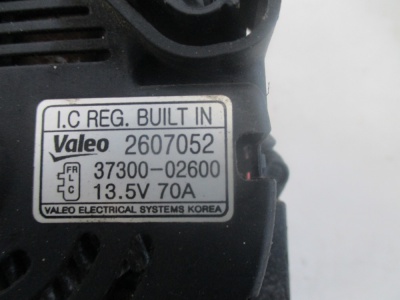 I.C REG. BUILT IN
Valeo 2607052
FR
L
C
37300-02600
13.5V 70A
VALEO ELECTRICAL SYSTEMS KOREA